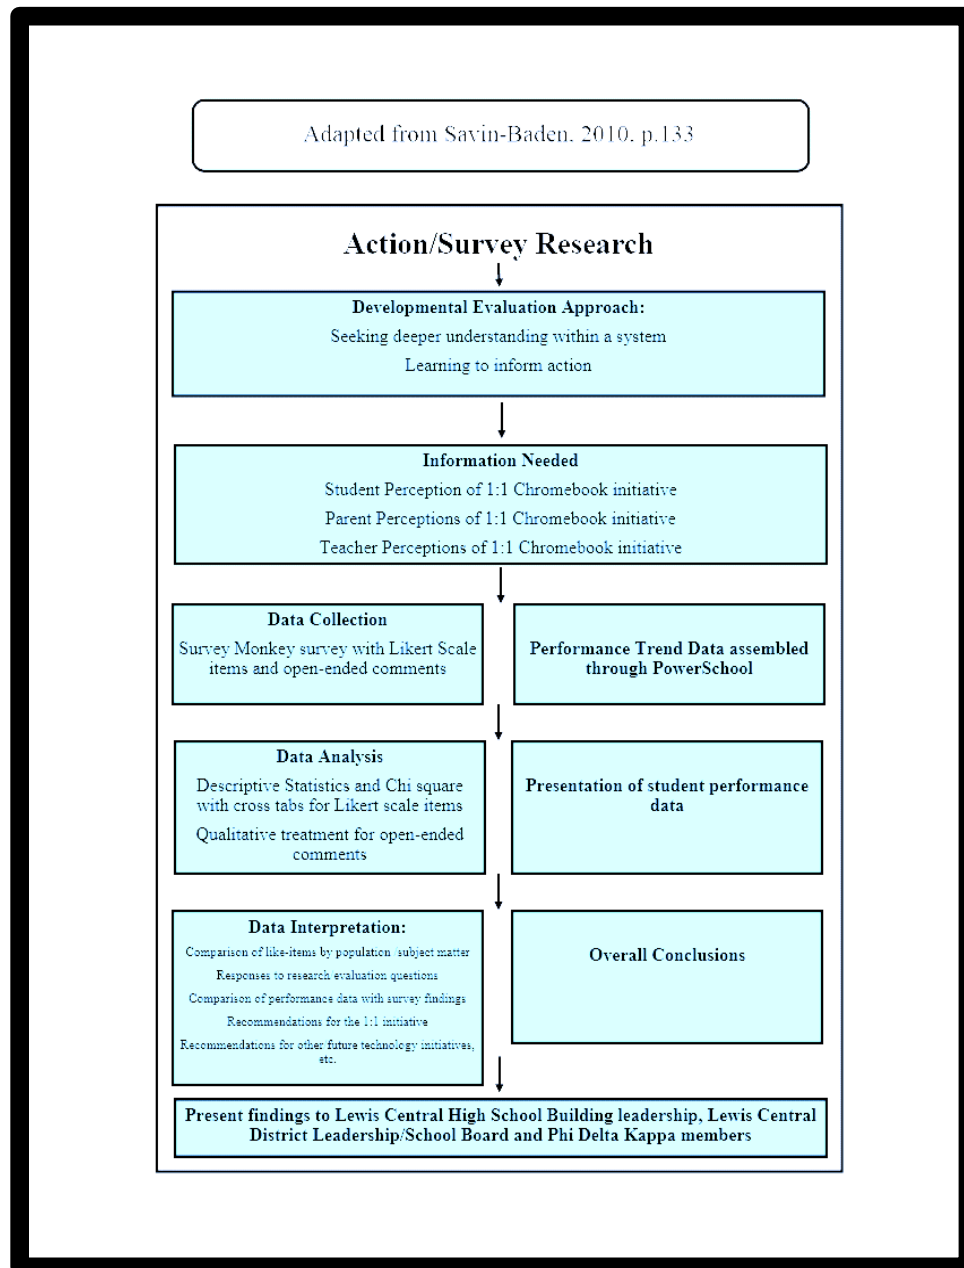 Adapted from Savin-Baden. 2010. p.133
Action/Survey Research
Developmental Evaluation Approach:
Seeking deeper understanding within a system
Learning to inform action
Information Needed
Student Perception of 1:1 Chromebook initiative
Parent Perceptions of 1:1 Chromebook initiative
Teacher Perceptions of 1:1 Chromebook initiative
Data Collection
Survey Monkey survey with Likert Scale
items and open-ended comments
Performance Trend Data assembled
through PowerSchool
Data Analysis
Descriptive Statistics and Chi square
with cross tabs for Likert scale items
Qualitative treatment for open-ended
comments
Presentation of student performance
data
Data Interpretation:
Comparison of like-items by population /subject matter
Responses to research/evaluation questions
Comparison of performance data with survey findings
Recommendations for the 1:1 initiative
Recommendations for other future technology initiatives,
etc.
Overall Conclusions
Present findings to Lewis Central High School Building leadership, Lewis Central
District Leadership/School Board and Phi Delta Kappa members